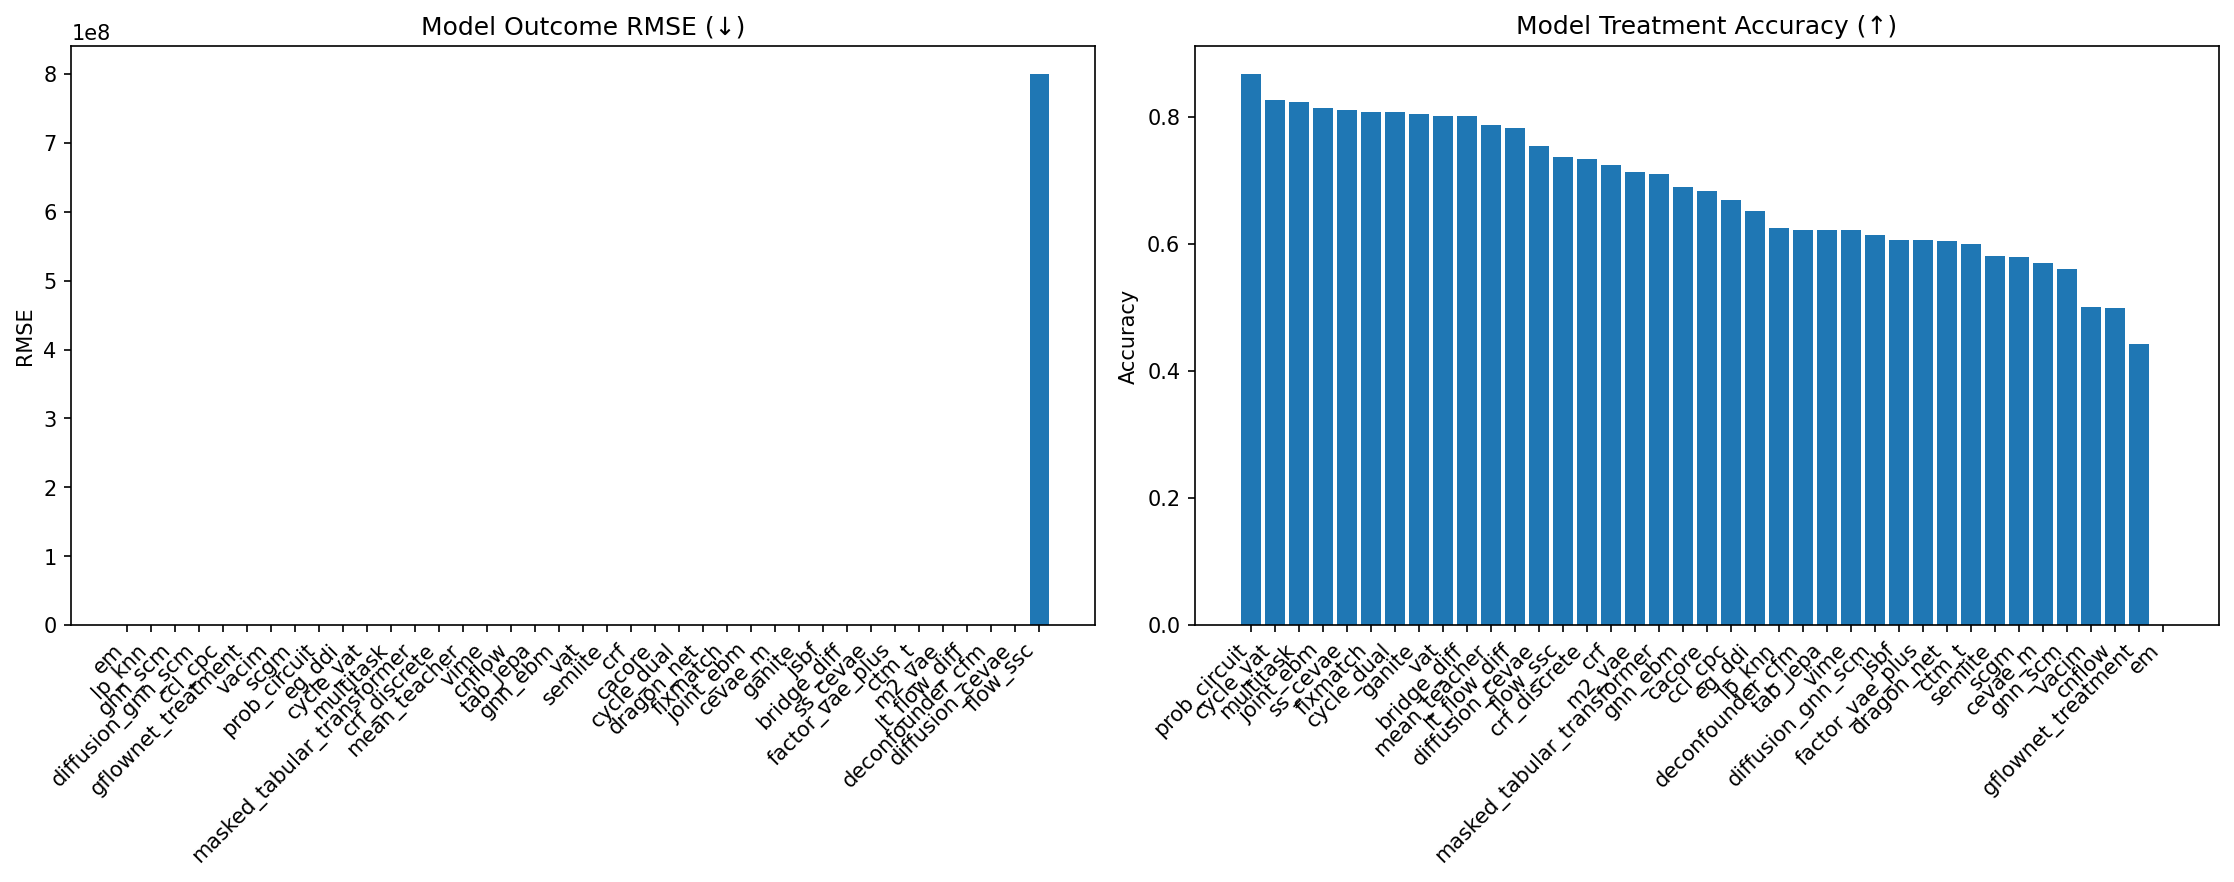 Model Outcome RMSE (↓)
1e8
RMSE
8
7
6
5
4
3
2
1
0
em
lp_knn
gnn_scm
diffusion_gnn_scm
ccl_cpc
gflownet_treatment
vacim
scgm
prob_circuit
eg_ddi
cycle_vat
multitask
masked_tabular_transformer
crf_discrete
mean_teacher
vime
cnflow
tab_jepa
gnn_ebm
vat
semiite
crf
cacore
cycle_dual
dragon_net
fixmatch
joint_ebm
cevae_m
ganite
jsbf
bridge_diff
ss_cevae
factor_vae_plus
ctm_t
m2_vae
lt_flow_diff
deconfounder_cfm
diffusion_cevae
flow_ssc
Model Treatment Accuracy (↑)
Accuracy
0.8
0.6
0.4
0.2
0.0
prob_circuit
cycle_vat
multitask
joint_ebm
ss_cevae
fixmatch
cycle_dual
ganite
vat
bridge_diff
mean_teacher
lt_flow_diff
diffusion_cevae
flow_ssc
crf_discrete
crf
m2_vae
masked_tabular_transformer
gnn_ebm
cacore
ccl_cpc
eg_ddi
lp_knn
deconfounder_cfm
tab_jepa
vime
diffusion_gnn_scm
jsbf
factor_vae_plus
dragon_net
ctm_t
semiite
scgm
cevae_m
gnn_scm
vacim
cnflow
gflownet_treatment
em